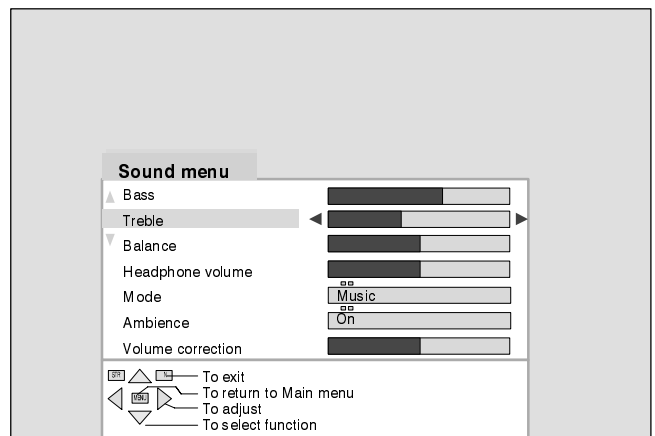 Sound menu
Bass
Treble
Balance
Headphone volume
Mode Music
Ambience On
Volume correction
To exit
MENU To return to Main menu
To adjust
To select function